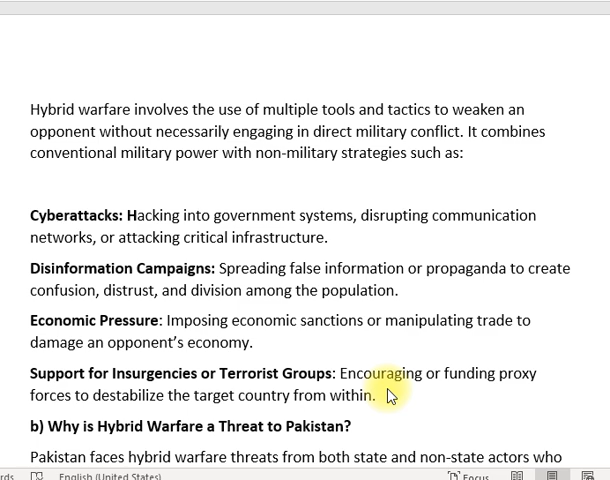 Hybrid warfare involves the use of multiple tools and tactics to weaken an
opponent without necessarily engaging in direct military conflict. It combines
conventional military power with non-military strategies such as:
Cyberattacks: Hacking into government systems, disrupting communication
networks, or attacking critical infrastructure.
Disinformation Campaigns: Spreading false information or propaganda to create
confusion, distrust, and division among the population.
Economic Pressure: Imposing economic sanctions or manipulating trade to
damage an opponent’s economy.
Support for Insurgencies or Terrorist Groups: Encouraging or funding proxy
forces to destabilize the target country from within.
b) Why is Hybrid Warfare a Threat to Pakistan?
Pakistan faces hybrid warfare threats from both state and non-state actors who
English (United States) Focus